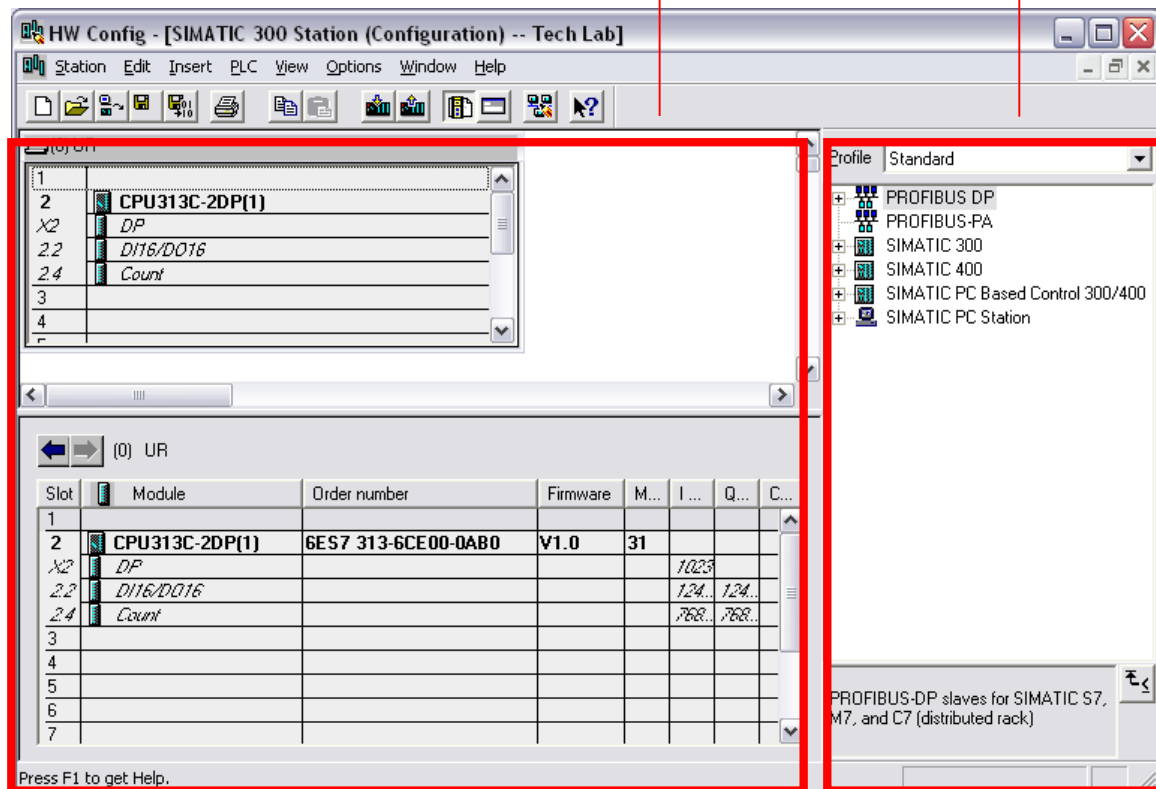 HW Config - [SIMATIC 300 Station (Configuration) -- Tech Lab]
Station Edit Insert PLC View Options Window Help
(0) UR
1
2 CPU313C-2DP(1)
X2 DP
2.2 DI16/DO16
2.4 Count
3
4
(0) UR
Slot Module Order number Firmware M... I ... Q... C...
1
2 CPU313C-2DP(1) 6ES7 313-6CE00-0AB0 V1.0 31
X2 DP 1023
2.2 DI16/DO16 124.. 124..
2.4 Count 768.. 768..
3
4
5
6
7
Press F1 to get Help.
Profile Standard
PROFIBUS DP
PROFIBUS-PA
SIMATIC 300
SIMATIC 400
SIMATIC PC Based Control 300/400
SIMATIC PC Station
PROFIBUS-DP slaves for SIMATIC S7,
M7, and C7 (distributed rack)